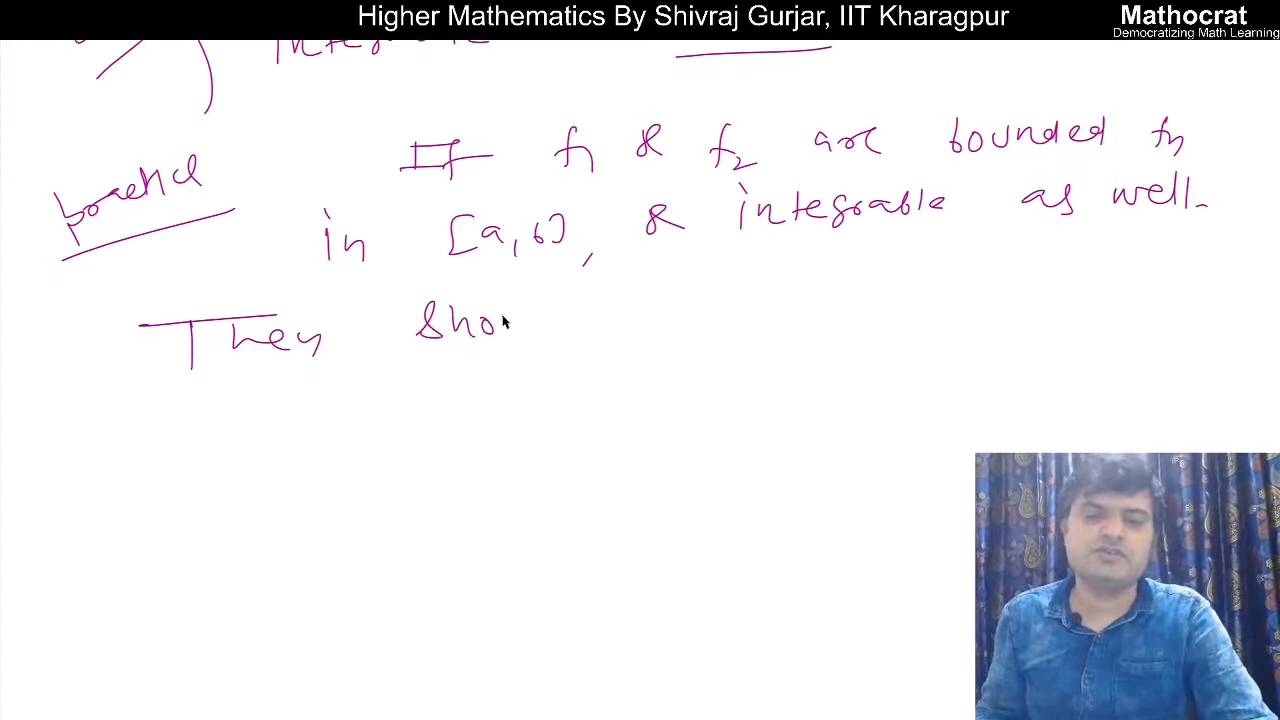 Higher Mathematics By Shivraj Gurjar, IIT Kharagpur
Mathocrat
Democratizing Math Learning
practice If f1 & f2 are bounded fn
in [a, b], & integrable as well.
Then sho